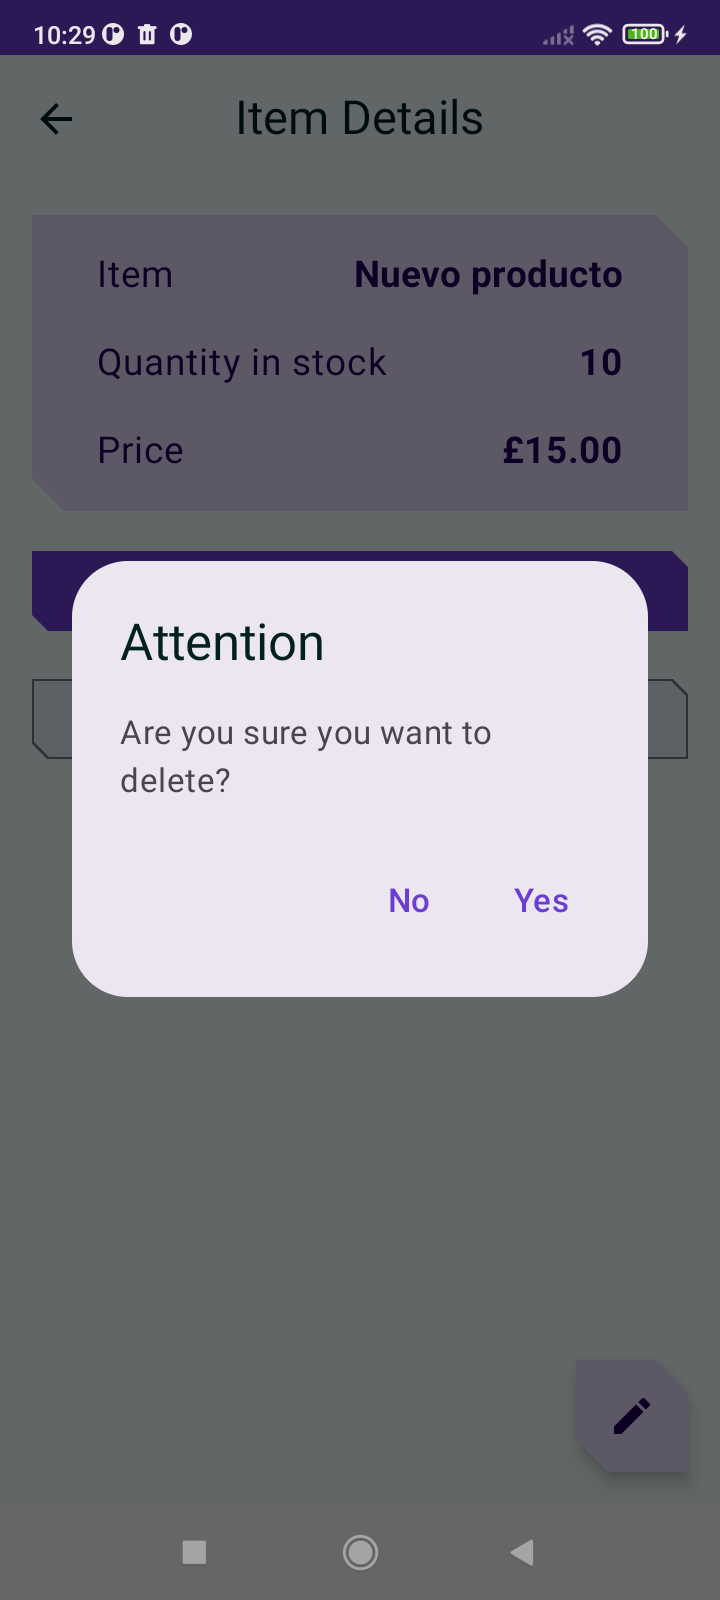 10:29
100
Item Details
Item Nuevo producto
Quantity in stock 10
Price £15.00
Attention
Are you sure you want to
delete?
No Yes